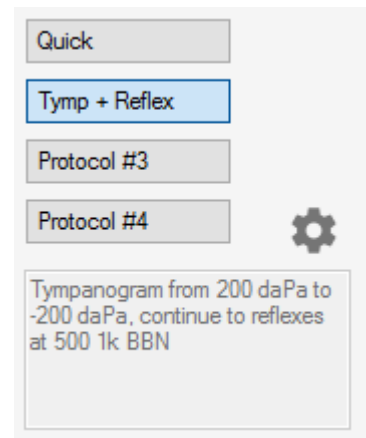 Quick
Tymp + Reflex
Protocol #3
Protocol #4
Tympanogram from 200 daPa to
-200 daPa, continue to reflexes
at 500 1k BBN